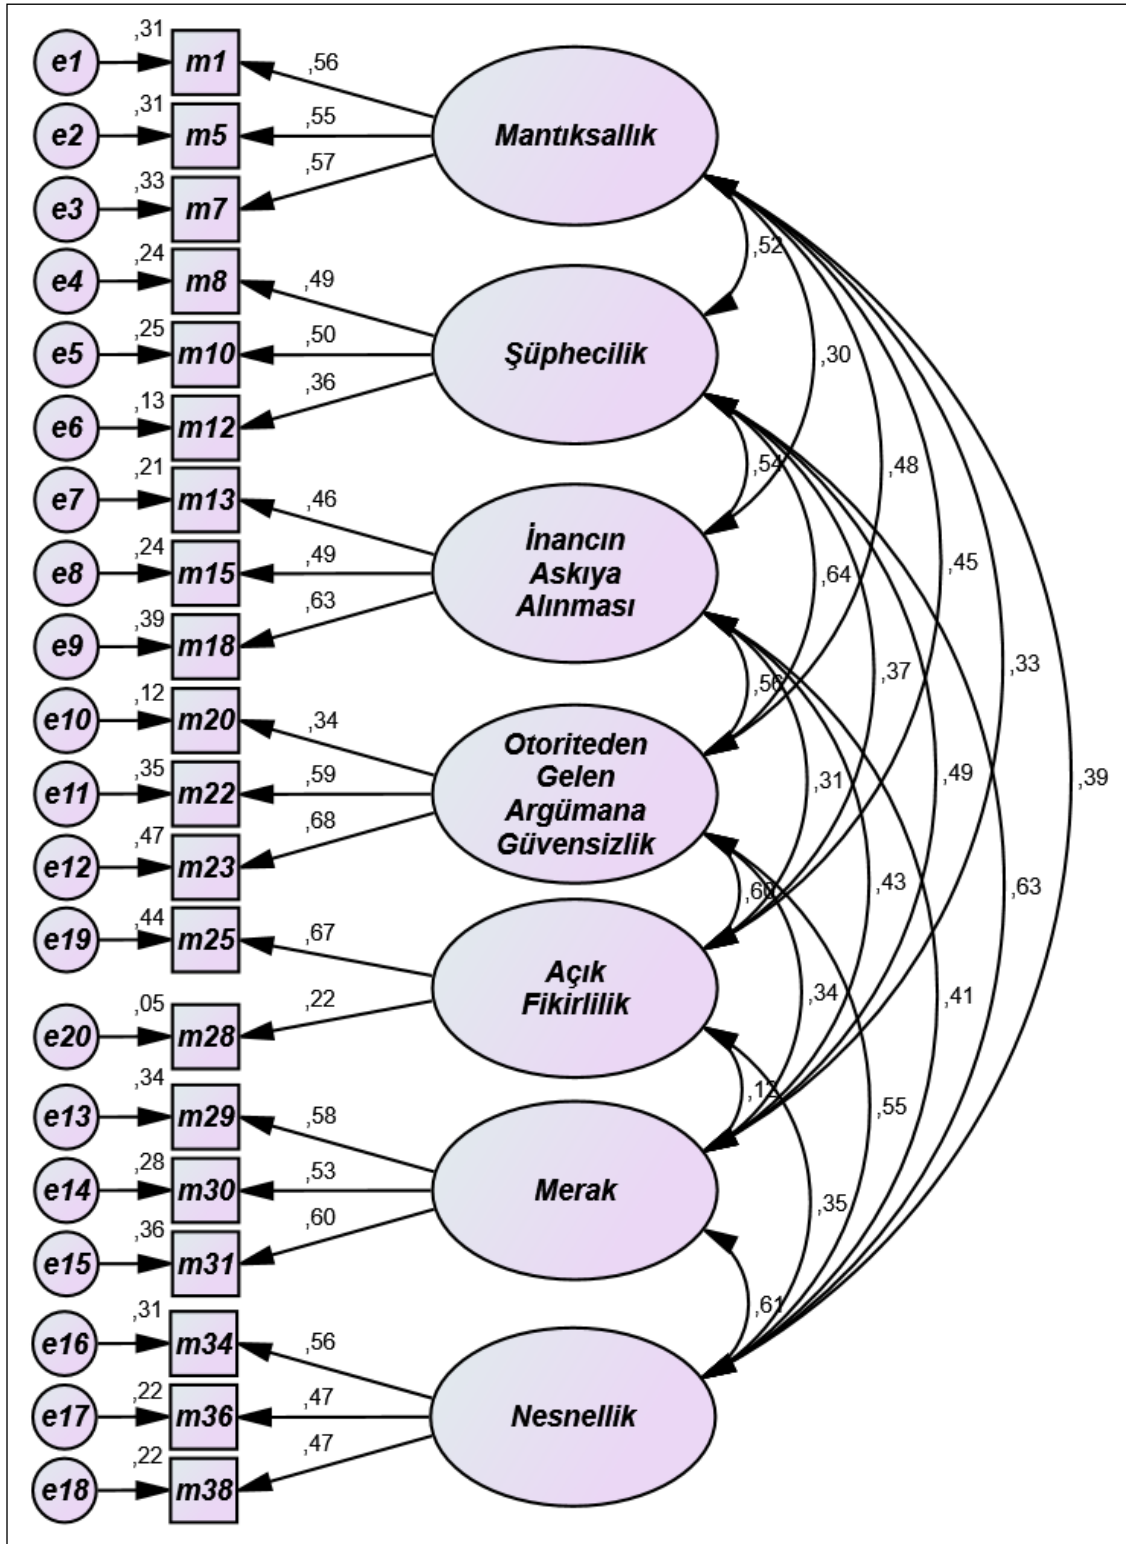 ,31
e1 m1 ,56
,31
e2 m5 ,55
Mantıksallık
,57
,33
e3 m7
,52
,24
e4 m8 ,49
,25
e5 m10 ,50
Şüphecilik
,30
,36
,13
e6 m12
,54
,48
,21
e7 m13 ,46
İnancın
Askıya
Alınması
,24
e8 m15 ,49
,64
,45
,63
,39
e9 m18
,56
,37
,33
,12
e10 m20 ,34
Otoriteden
Gelen
Argümana
Güvensizlik
,35
e11 m22 ,59
,31
,49
,39
,68
,47
e12 m23
,43
,63
,44
e19 m25 ,67
Açık
Fikirlilik
,34
,41
,22
,05
e20 m28
,55
,34
e13 m29 ,58
,28
e14 m30 ,53
Merak
,35
,60
,36
e15 m31
,61
,31
e16 m34 ,56
,22
e17 m36 ,47
Nesnellik
,47
,22
e18 m38